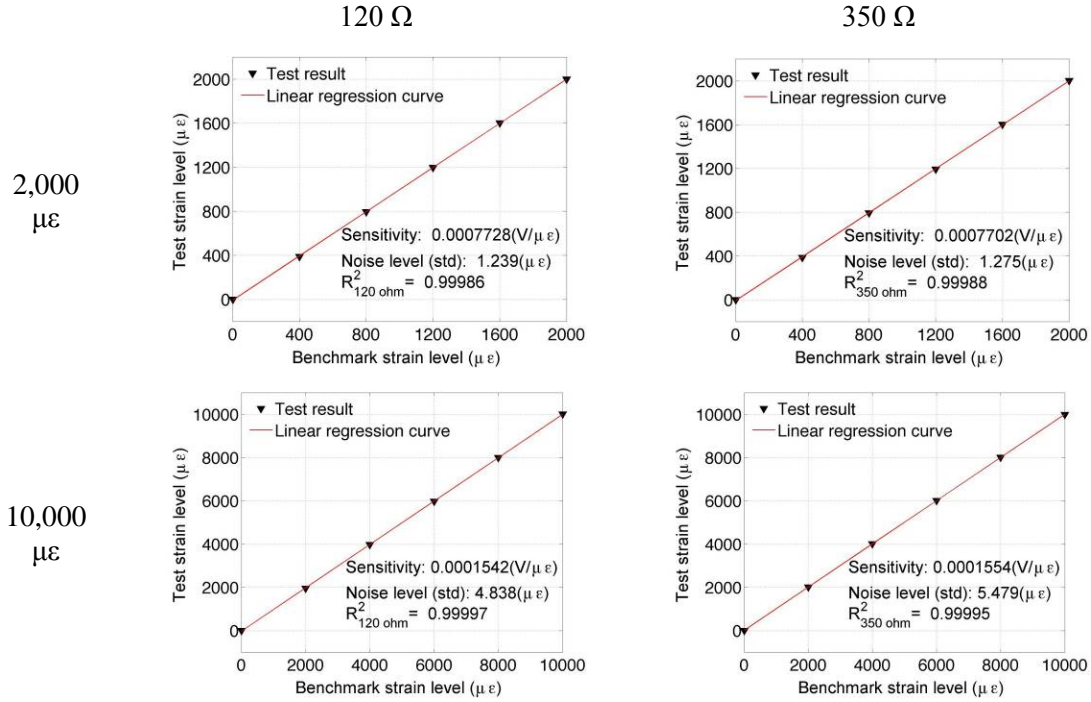 120 Ω
350 Ω
2,000
με
2000
1600
1200
800
400
0
Test strain level (μ ε)
Test result
Linear regression curve
Sensitivity: 0.0007728(V/μ ε)
Noise level (std): 1.239(μ ε)
R²120 ohm= 0.99986
0 400 800 1200 1600 2000
Benchmark strain level (μ ε)
2000
1600
1200
800
400
0
Test strain level (μ ε)
Test result
Linear regression curve
Sensitivity: 0.0007702(V/μ ε)
Noise level (std): 1.275(μ ε)
R²350 ohm= 0.99988
0 400 800 1200 1600 2000
Benchmark strain level (μ ε)
10,000
με
10000
8000
6000
4000
2000
0
Test strain level (μ ε)
Test result
Linear regression curve
Sensitivity: 0.0001542(V/μ ε)
Noise level (std): 4.838(μ ε)
R²120 ohm= 0.99997
0 2000 4000 6000 8000 10000
Benchmark strain level (μ ε)
10000
8000
6000
4000
2000
0
Test strain level (μ ε)
Test result
Linear regression curve
Sensitivity: 0.0001554(V/μ ε)
Noise level (std): 5.479(μ ε)
R²350 ohm= 0.99995
0 2000 4000 6000 8000 10000
Benchmark strain level (μ ε)